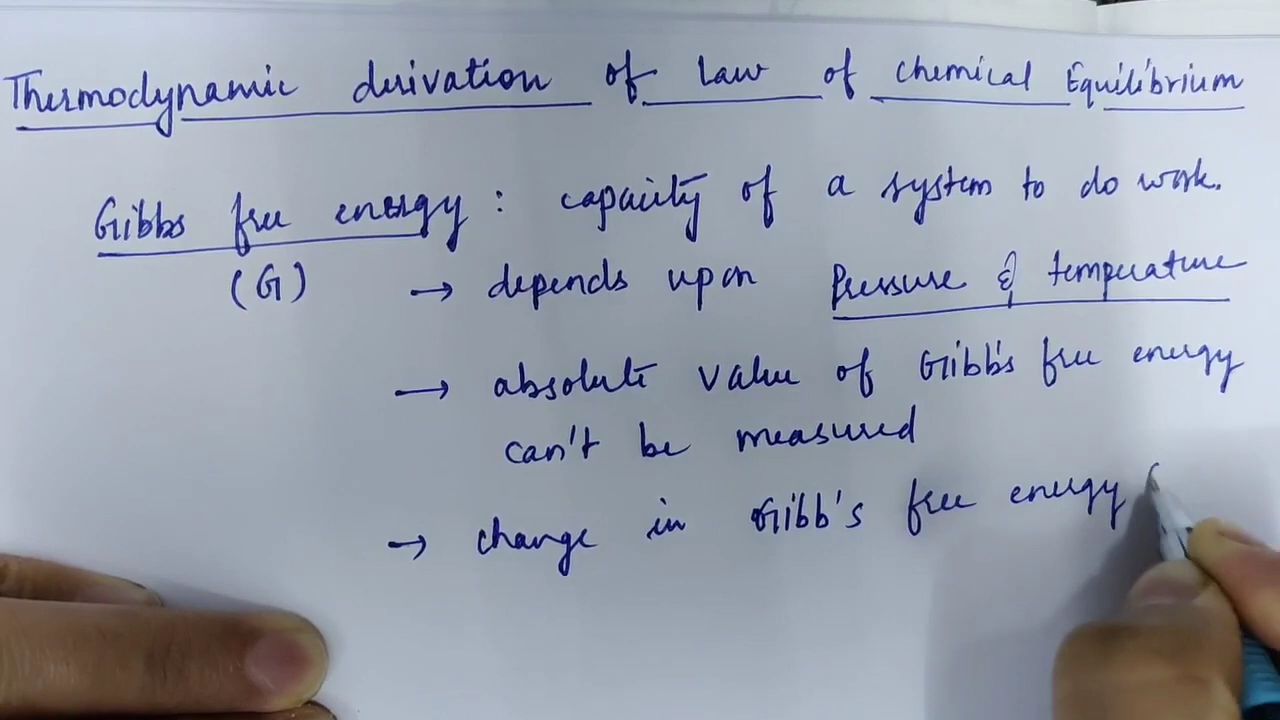 Thermodynamic derivation of Law of Chemical Equilibrium
Gibbs free energy : capacity of a system to do work.
(G) → depends upon Pressure & temperature
→ absolute value of Gibb's free energy
can't be measured
→ change in Gibb's free energy (